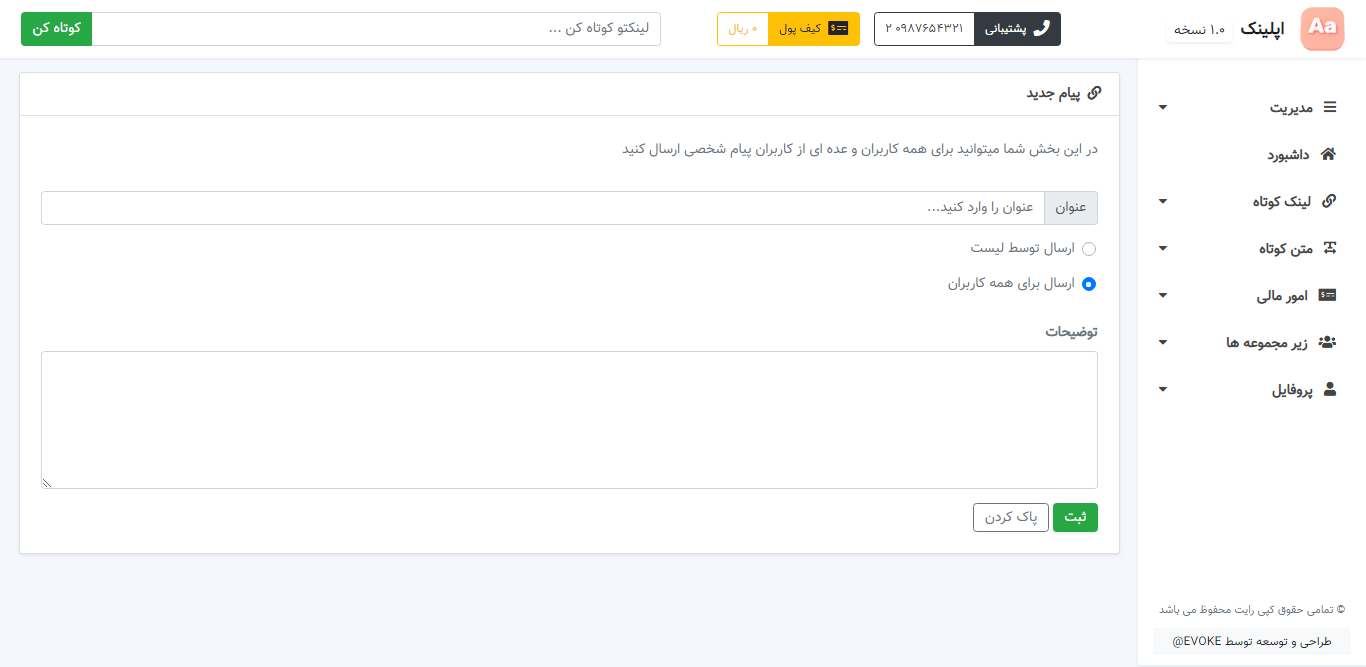 Aa اپلینک ۱.۰ نسخه
پشتیبانی ۰۹۸۷۶۵۴۳۲۱ ۲
کیف پول ۰ ریال
لینکتو کوتاه کن ... کوتاه کن
مدیریت
داشبورد
لینک کوتاه
متن کوتاه
امور مالی
زیر مجموعه ها
پروفایل
© تمامی حقوق کپی رایت محفوظ می باشد
طراحی و توسعه توسط EVOKE@
پیام جدید
در این بخش شما میتوانید برای همه کاربران و عده ای از کاربران پیام شخصی ارسال کنید
عنوان عنوان را وارد کنید...
ارسال توسط لیست
ارسال برای همه کاربران
توضیحات
ثبت پاک کردن